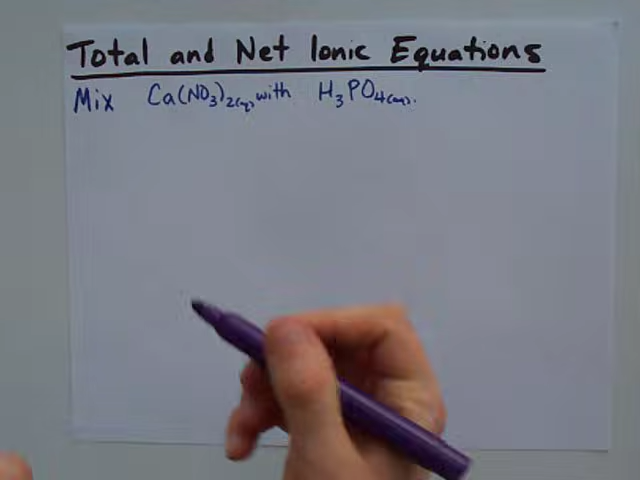 Total and Net Ionic Equations
Mix Ca(NO₃)₂(aq) with H₃PO₄(aq).